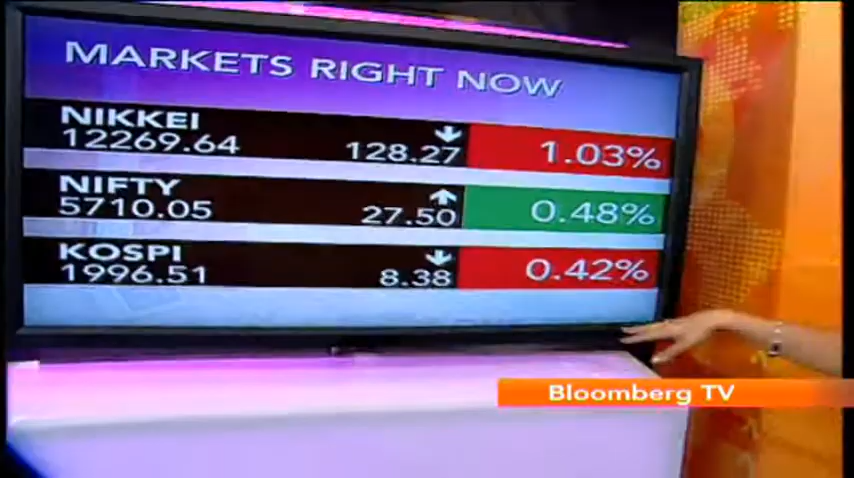 MARKETS RIGHT NOW
NIKKEI
12269.64 ↓ 128.27 1.03%
NIFTY
5710.05 ↑ 27.50 0.48%
KOSPI
1996.51 ↓ 8.38 0.42%
Bloomberg TV